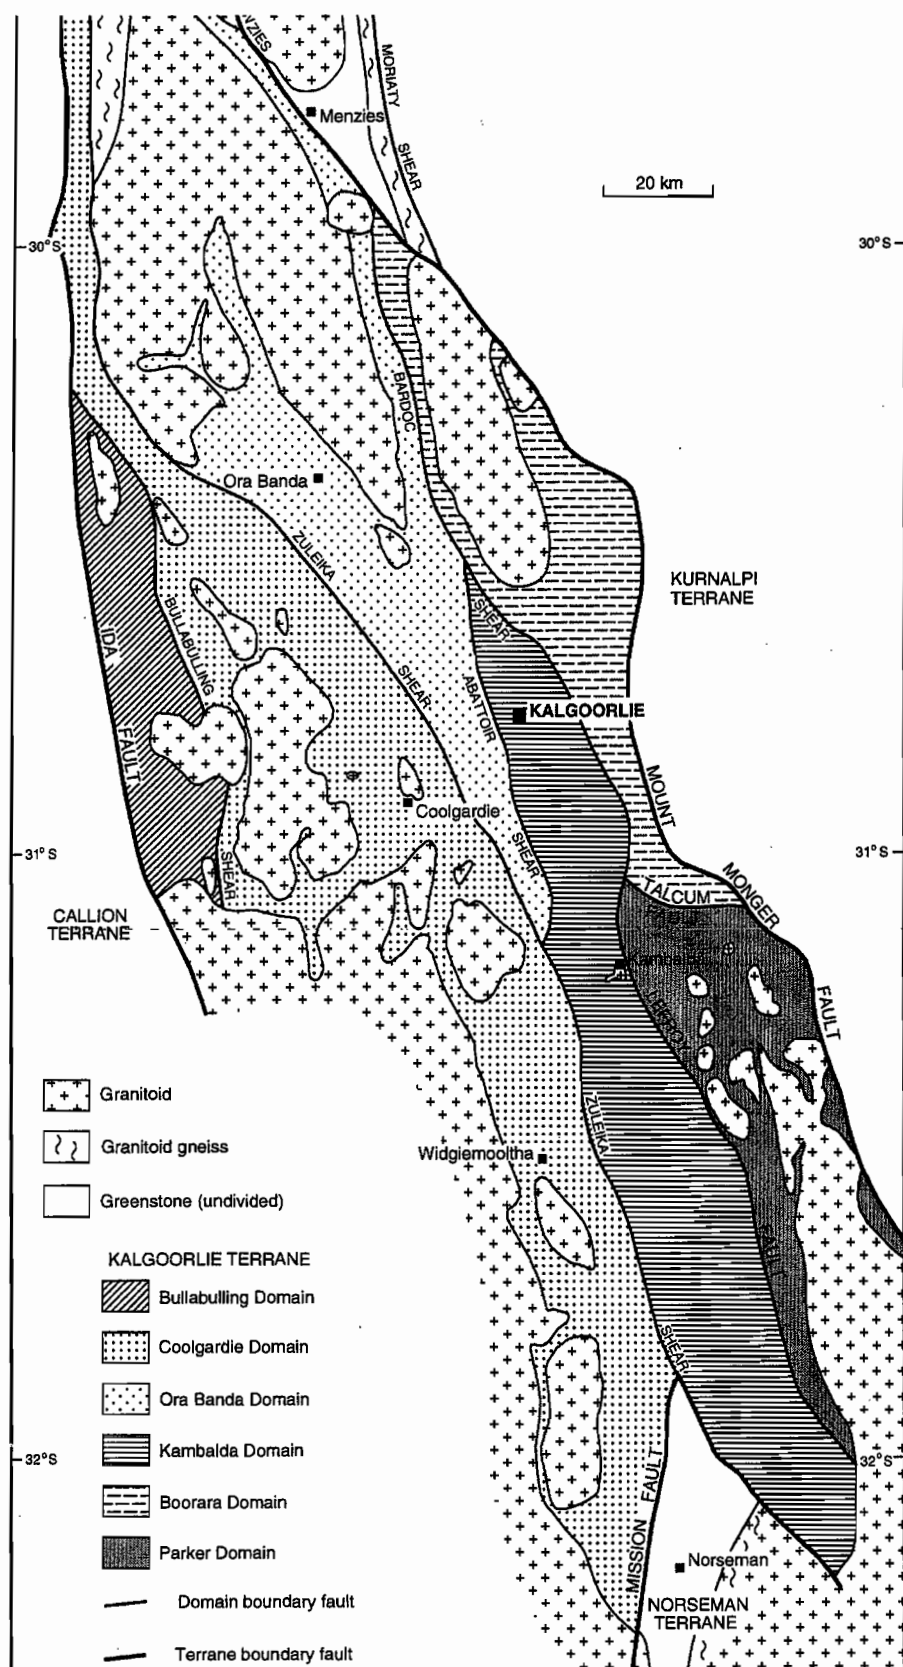 NZIES
MORIATY
SHEAR
Menzies
20 km
30°S
30°S
BARDOC
Ora Banda
ZULEIKA
SHEAR
KURNALPI
TERRANE
IDA
FAULT
BULLABULLING
SHEAR
SHEAR
ABATTOIR
SHEAR
KALGOORLIE
MOUNT
MONGER
FAULT
Coolgardie
31°S
31°S
TALCUM
CALLION
TERRANE
Kambalda
LEFROY
FAULT
Granitoid
Granitoid gneiss
Greenstone (undivided)
Widgiemooltha
ZULEIKA
SHEAR
KALGOORLIE TERRANE
Bullabulling Domain
Coolgardie Domain
Ora Banda Domain
Kambalda Domain
Boorara Domain
Parker Domain
Domain boundary fault
Terrane boundary fault
32°S
32°S
MISSION FAULT
Norseman
NORSEMAN
TERRANE